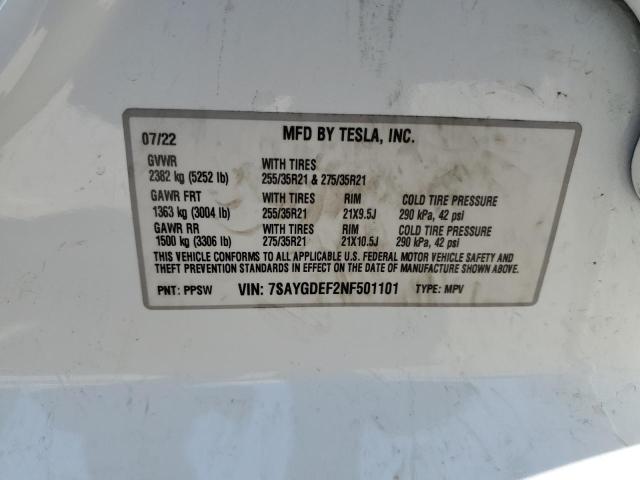 07/22 MFD BY TESLA, INC.
GVWR WITH TIRES
2382 kg (5252 lb) 255/35R21 & 275/35R21
GAWR FRT WITH TIRES RIM COLD TIRE PRESSURE
1363 kg (3004 lb) 255/35R21 21X9.5J 290 kPa, 42 psi
GAWR RR WITH TIRES RIM COLD TIRE PRESSURE
1500 kg (3306 lb) 275/35R21 21X10.5J 290 kPa, 42 psi
THIS VEHICLE CONFORMS TO ALL APPLICABLE U.S. FEDERAL MOTOR VEHICLE SAFETY AND
THEFT PREVENTION STANDARDS IN EFFECT ON THE DATE OF MANUFACTURE SHOWN ABOVE.
PNT: PPSW VIN: 7SAYGDEF2NF501101 TYPE: MPV